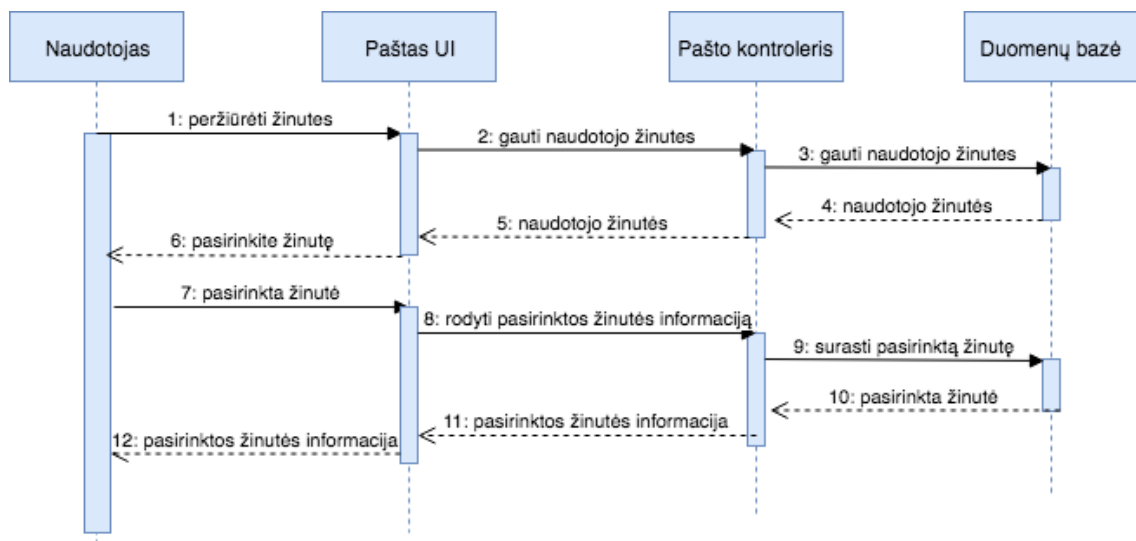 Naudotojas
Paštas UI
Pašto kontroleris
Duomenų bazė
1: peržiūrėti žinutes
2: gauti naudotojo žinutes
3: gauti naudotojo žinutes
4: naudotojo žinutės
5: naudotojo žinutės
6: pasirinkite žinutę
7: pasirinkta žinutė
8: rodyti pasirinktos žinutės informaciją
9: surasti pasirinktą žinutę
10: pasirinkta žinutė
11: pasirinktos žinutės informacija
12: pasirinktos žinutės informacija